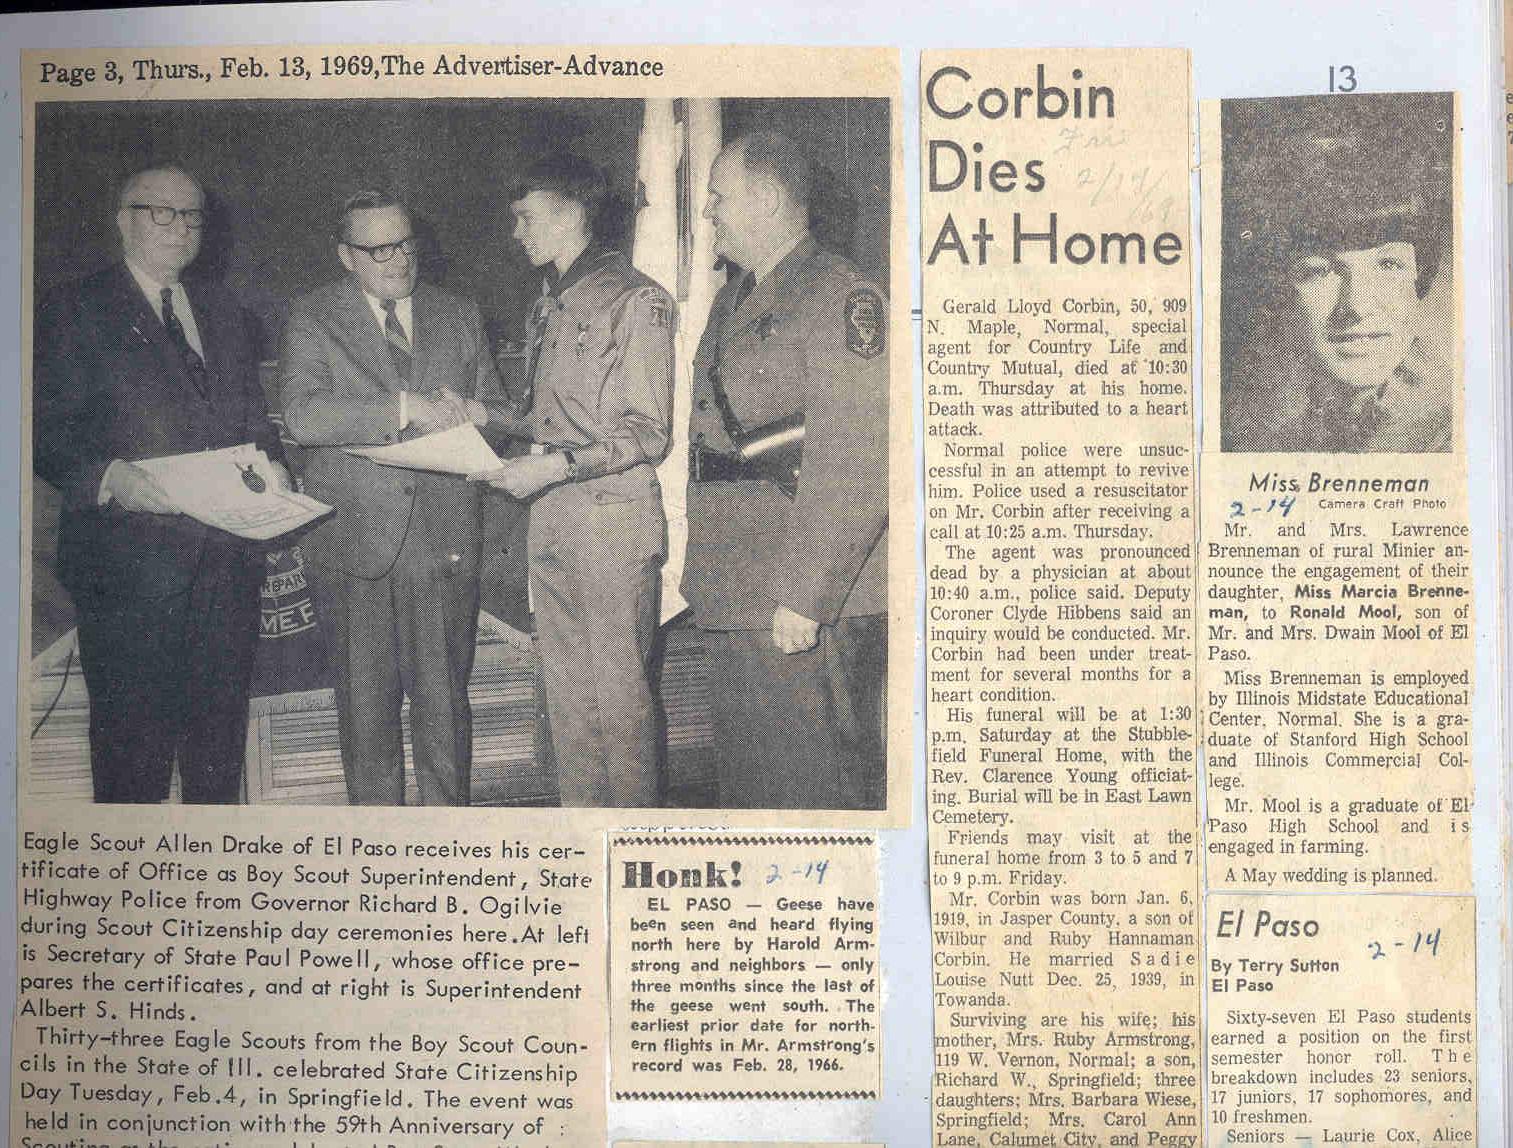 Page 3, Thurs., Feb. 13, 1969,The Advertiser-Advance
REPAR
ME F
Eagle Scout Allen Drake of El Paso receives his cer-
tificate of Office as Boy Scout Superintendent, State
Highway Police from Governor Richard B. Ogilvie
during Scout Citizenship day ceremonies here.At left
is Secretary of State Paul Powell, whose office pre-
pares the certificates, and at right is Superintendent
Albert S. Hinds.
Thirty-three Eagle Scouts from the Boy Scout Coun-
cils in the State of Ill. celebrated State Citizenship
Day Tuesday, Feb.4, in Springfield. The event was
held in conjunction with the 59th Anniversary of
Honk! 2-14
EL PASO — Geese have
been seen and heard flying
north here by Harold Arm-
strong and neighbors — only
three months since the last of
the geese went south. The
earliest prior date for north-
ern flights in Mr. Armstrong's
record was Feb. 28, 1966.
Corbin
Dies
At Home
Fri
2/14/69
Gerald Lloyd Corbin, 50, 909
N. Maple, Normal, special
agent for Country Life and
Country Mutual, died at 10:30
a.m. Thursday at his home.
Death was attributed to a heart
attack.
Normal police were unsuc-
cessful in an attempt to revive
him. Police used a resuscitator
on Mr. Corbin after receiving a
call at 10:25 a.m. Thursday.
The agent was pronounced
dead by a physician at about
10:40 a.m., police said. Deputy
Coroner Clyde Hibbens said an
inquiry would be conducted. Mr.
Corbin had been under treat-
ment for several months for a
heart condition.
His funeral will be at 1:30
p.m. Saturday at the Stubble-
field Funeral Home, with the
Rev. Clarence Young officiat-
ing. Burial will be in East Lawn
Cemetery.
Friends may visit at the
funeral home from 3 to 5 and 7
to 9 p.m. Friday.
Mr. Corbin was born Jan. 6,
1919, in Jasper County, a son of
Wilbur and Ruby Hannaman
Corbin. He married Sadie
Louise Nutt Dec. 25, 1939, in
Towanda.
Surviving are his wife; his
mother, Mrs. Ruby Armstrong,
119 W. Vernon, Normal; a son,
Richard W., Springfield; three
daughters; Mrs. Barbara Wiese,
Springfield; Mrs. Carol Ann
Lane, Calumet City, and Peggy
13
Miss Brenneman
2-14 Camera Craft Photo
Mr. and Mrs. Lawrence
Brenneman of rural Minier an-
nounce the engagement of their
daughter, Miss Marcia Brenne-
man, to Ronald Mool, son of
Mr. and Mrs. Dwain Mool of El
Paso.
Miss Brenneman is employed
by Illinois Midstate Educational
Center, Normal. She is a gra-
duate of Stanford High School
and Illinois Commercial Col-
lege.
Mr. Mool is a graduate of El
Paso High School and is
engaged in farming.
A May wedding is planned.
El Paso
2-14
By Terry Sutton
El Paso
Sixty-seven El Paso students
earned a position on the first
semester honor roll. The
breakdown includes 23 seniors,
17 juniors, 17 sophomores, and
10 freshmen.
Seniors — Laurie Cox, Alice